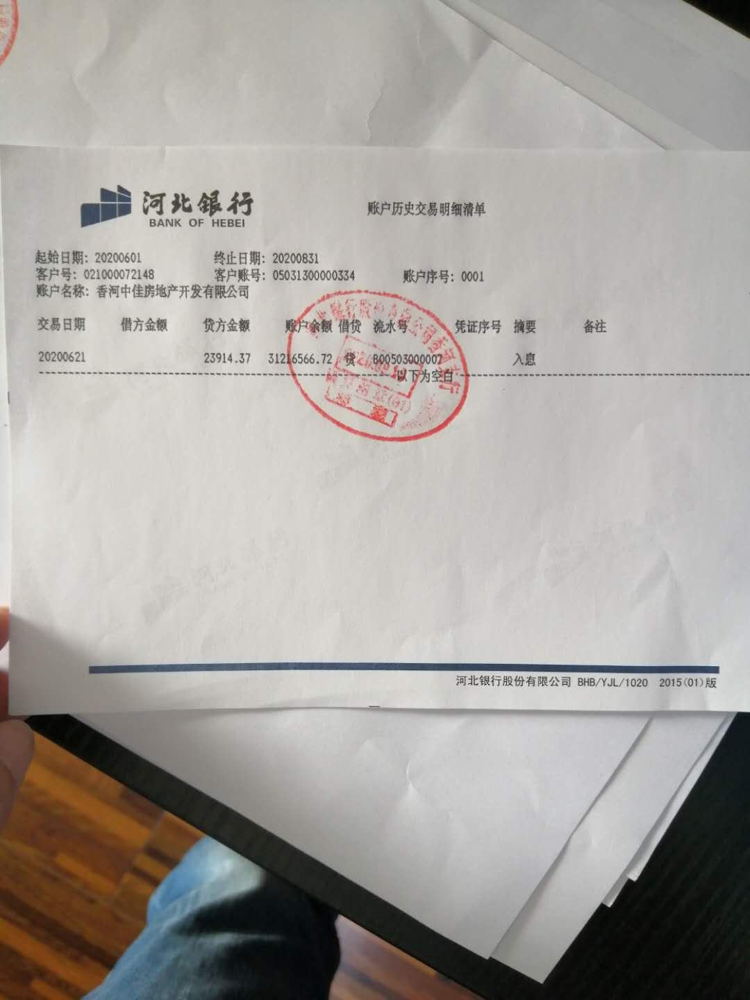 河北银行
BANK OF HEBEI
账户历史交易明细清单
起始日期: 20200601 终止日期: 20200831
客户号: 021000072148 客户账号: 05031300000334 账户序号: 0001
账户名称: 香河中佳房地产开发有限公司
交易日期 借方金额 贷方金额 账户余额 借贷 流水号 凭证序号 摘要 备注
20200621 23914.37 31216566.72 贷 B00503000007 入息
以下为空白
河北银行股份有限公司 BHB/YJL/1020 2015(01)版